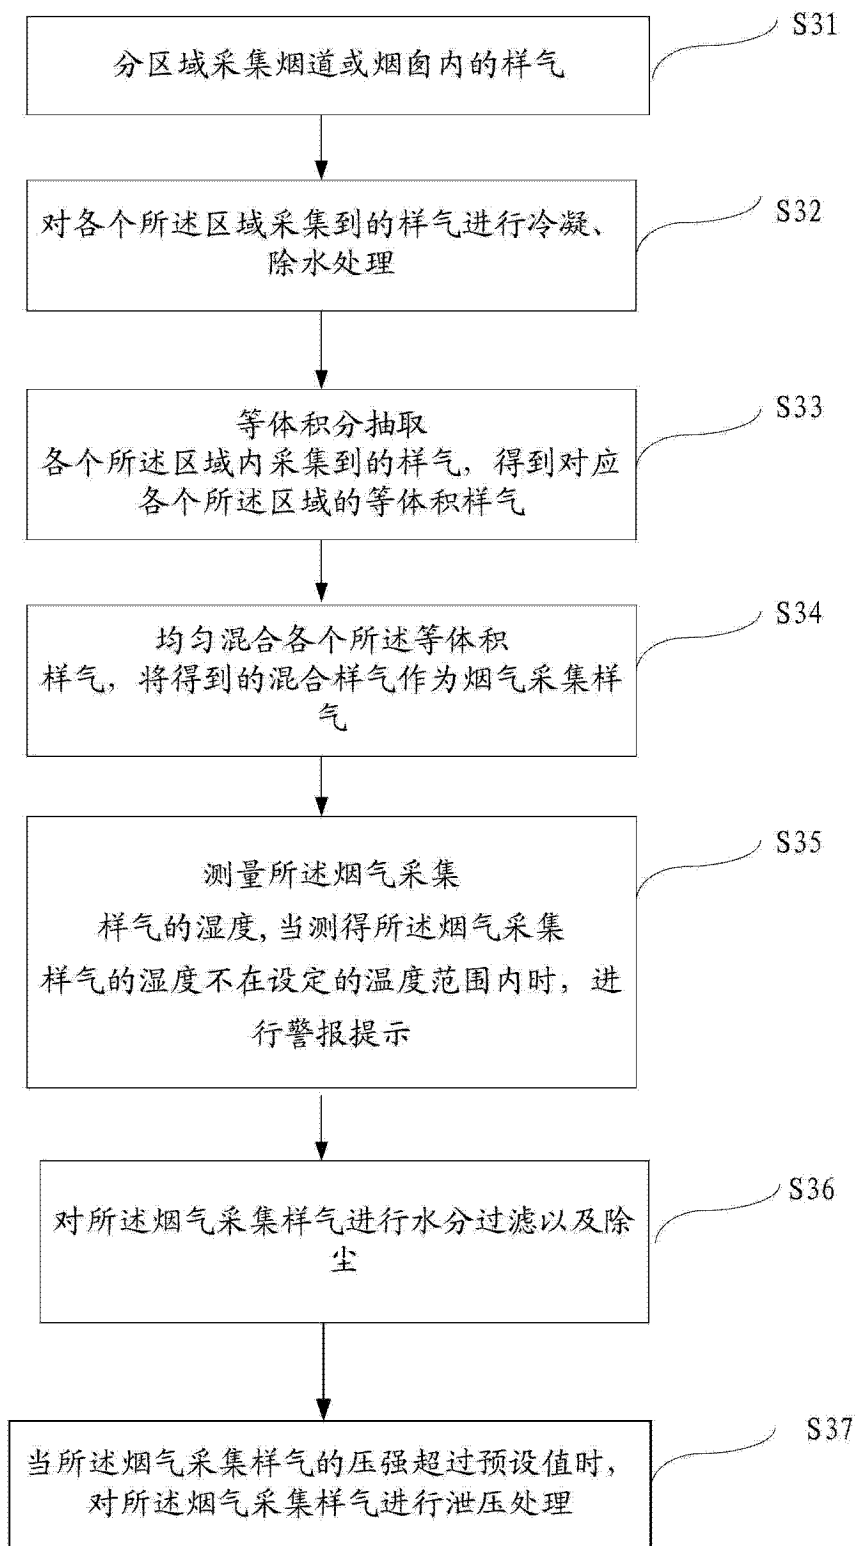 S31
分区域采集烟道或烟囱内的样气
S32
对各个所述区域采集到的样气进行冷凝、
除水处理
S33
等体积分抽取
各个所述区域内采集到的样气，得到对应
各个所述区域的等体积样气
S34
均匀混合各个所述等体积
样气，将得到的混合样气作为烟气采集样
气
S35
测量所述烟气采集
样气的湿度,当测得所述烟气采集
样气的湿度不在设定的温度范围内时，进
行警报提示
S36
对所述烟气采集样气进行水分过滤以及除
尘
S37
当所述烟气采集样气的压强超过预设值时，
对所述烟气采集样气进行泄压处理